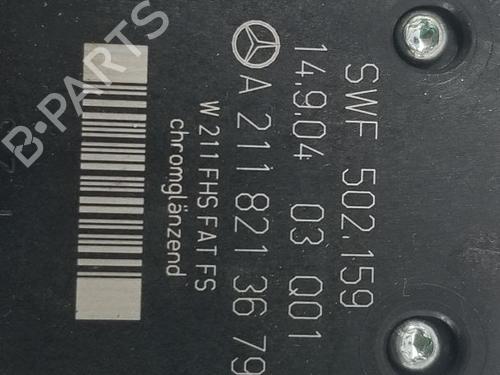 SWF 502.159
14.9.04 03 Q01
A 211 821 36 79
W 211 FHS FAT FS
chromglänzend
B-PARTS